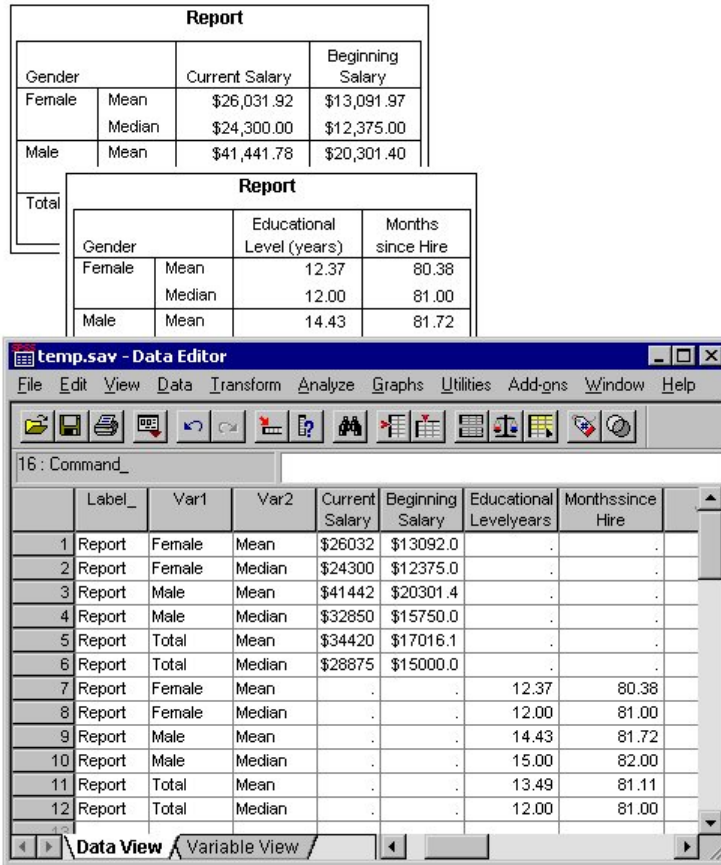 Report
Gender Current Salary Beginning Salary
Female Mean $26,031.92 $13,091.97
Median $24,300.00 $12,375.00
Male Mean $41,441.78 $20,301.40
Total
Report
Gender Educational Level (years) Months since Hire
Female Mean 12.37 80.38
Median 12.00 81.00
Male Mean 14.43 81.72
temp.sav - Data Editor
File Edit View Data Transform Analyze Graphs Utilities Add-ons Window Help
16 : Command_
Label_ Var1 Var2 Current Salary Beginning Salary Educational Levelyears Monthssince Hire
1 Report Female Mean $26032 $13092.0 . .
2 Report Female Median $24300 $12375.0 . .
3 Report Male Mean $41442 $20301.4 . .
4 Report Male Median $32850 $15750.0 . .
5 Report Total Mean $34420 $17016.1 . .
6 Report Total Median $28875 $15000.0 . .
7 Report Female Mean . . 12.37 80.38
8 Report Female Median . . 12.00 81.00
9 Report Male Mean . . 14.43 81.72
10 Report Male Median . . 15.00 82.00
11 Report Total Mean . . 13.49 81.11
12 Report Total Median . . 12.00 81.00
13
Data View Variable View